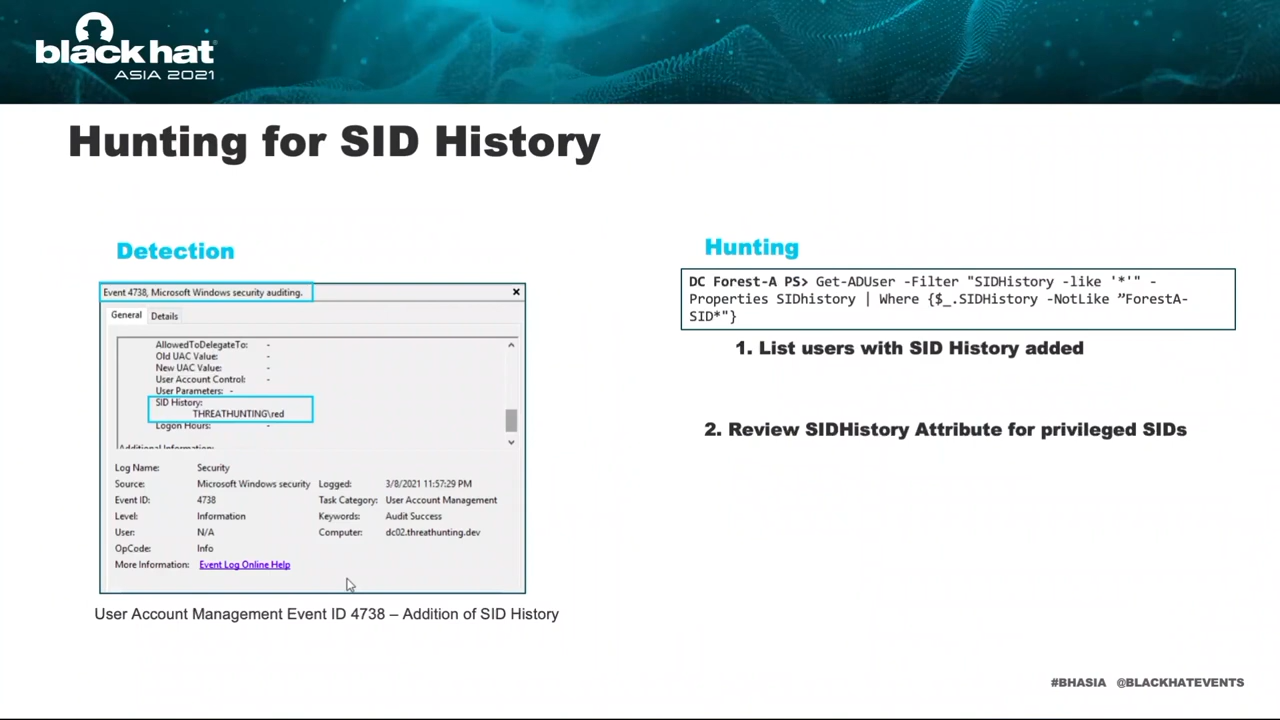 black hat
ASIA 2021
Hunting for SID History
Detection
Event 4738, Microsoft Windows security auditing.
General Details
AllowedToDelegateTo: -
Old UAC Value: -
New UAC Value: -
User Account Control: -
User Parameters: -
SID History:
THREATHUNTING\red
Logon Hours: -
Additional Information:
Log Name: Security
Source: Microsoft Windows security Logged: 3/8/2021 11:57:29 PM
Event ID: 4738 Task Category: User Account Management
Level: Information Keywords: Audit Success
User: N/A Computer: dc02.threathunting.dev
OpCode: Info
More Information: Event Log Online Help
User Account Management Event ID 4738 – Addition of SID History
Hunting
DC Forest-A PS> Get-ADUser -Filter "SIDHistory -like '*'" -
Properties SIDhistory | Where {$_.SIDHistory -NotLike ”ForestA-
SID*"}
1. List users with SID History added
2. Review SIDHistory Attribute for privileged SIDs
#BHASIA @BLACKHATEVENTS